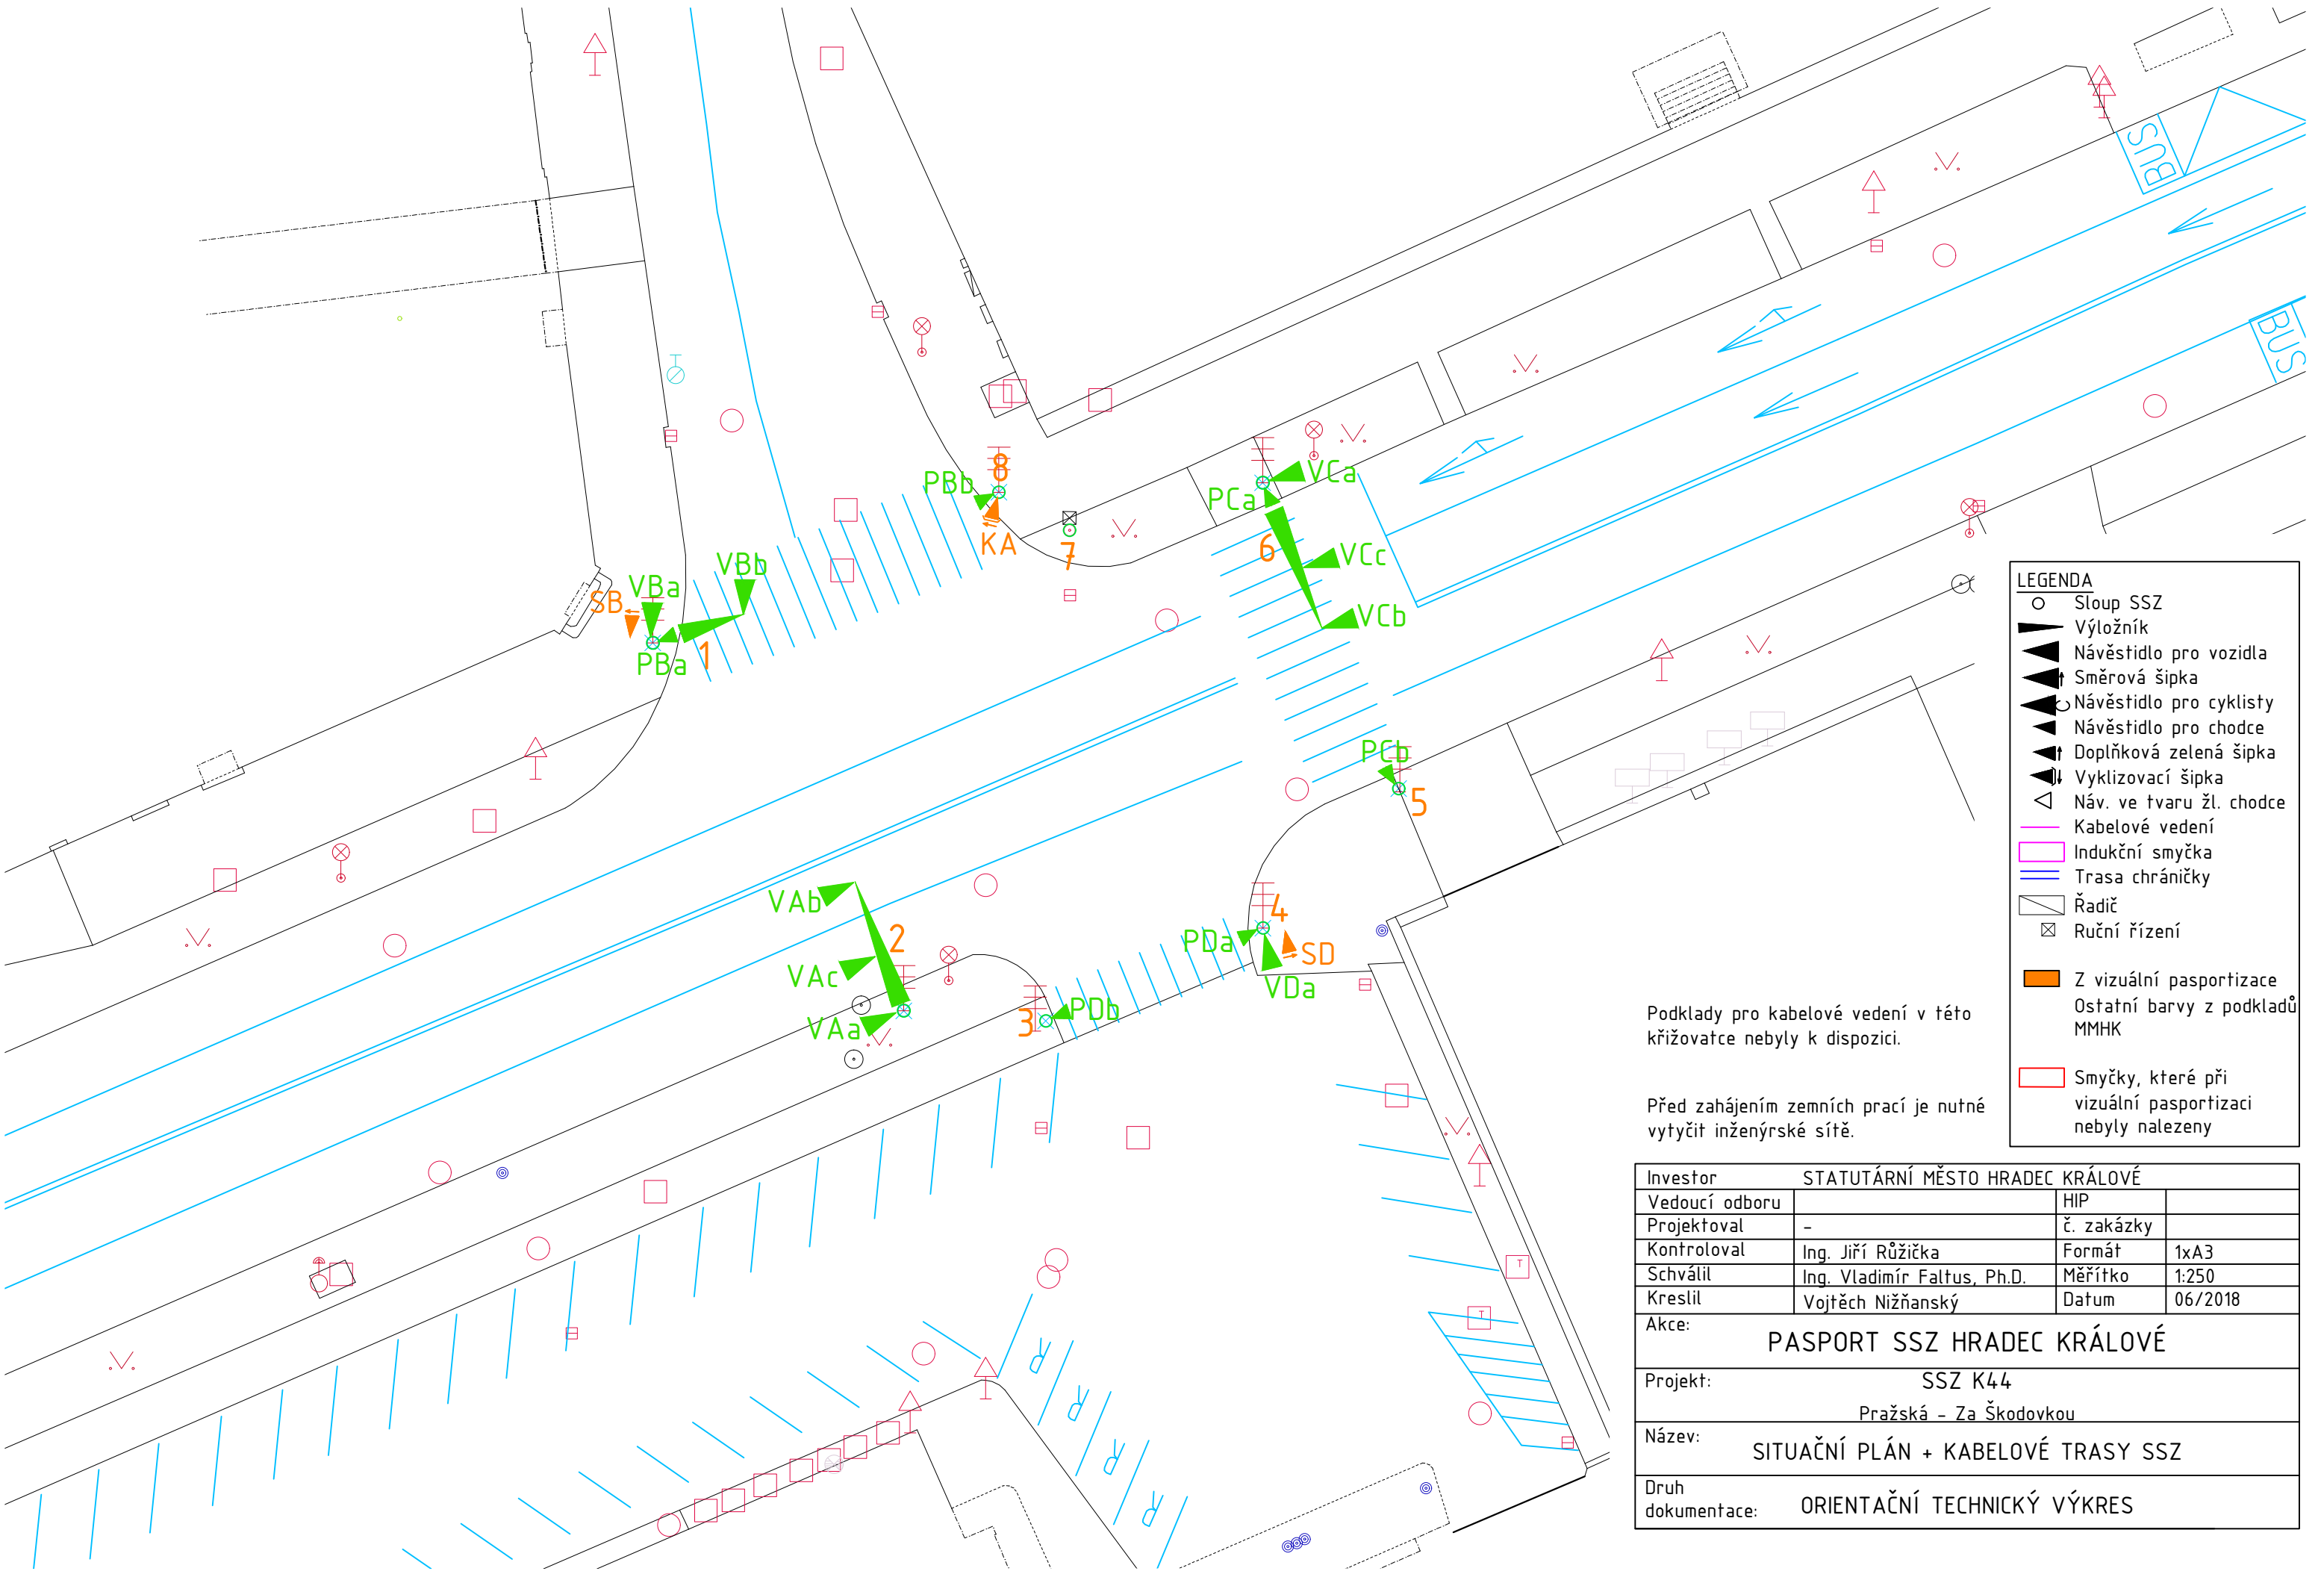 BUS
BUS
8
PBb
VCa
PCa
KA
7
6
VCc
VBb
VBa
SB
VCb
PBa
1
PCb
5
VAb
2
4
PDa
SD
VAc
VDa
3
PDb
VAa
R
R
R
R
LEGENDA
Sloup SSZ
Výložník
Návěstidlo pro vozidla
Směrová šipka
Návěstidlo pro cyklisty
Návěstidlo pro chodce
Doplňková zelená šipka
Vyklizovací šipka
Náv. ve tvaru žl. chodce
Kabelové vedení
Indukční smyčka
Trasa chráničky
Řadič
Ruční řízení
Z vizuální pasportizace
Ostatní barvy z podkladů
MMHK
Smyčky, které při
vizuální pasportizaci
nebyly nalezeny
Podklady pro kabelové vedení v této
křižovatce nebyly k dispozici.
Před zahájením zemních prací je nutné
vytyčit inženýrské sítě.
Investor STATUTÁRNÍ MĚSTO HRADEC KRÁLOVÉ
Vedoucí odboru HIP
Projektoval - č. zakázky
Kontroloval Ing. Jiří Růžička Formát 1xA3
Schválil Ing. Vladimír Faltus, Ph.D. Měřítko 1:250
Kreslil Vojtěch Nižňanský Datum 06/2018
Akce:
PASPORT SSZ HRADEC KRÁLOVÉ
Projekt: SSZ K44
Pražská - Za Škodovkou
Název:
SITUAČNÍ PLÁN + KABELOVÉ TRASY SSZ
Druh
dokumentace: ORIENTAČNÍ TECHNICKÝ VÝKRES